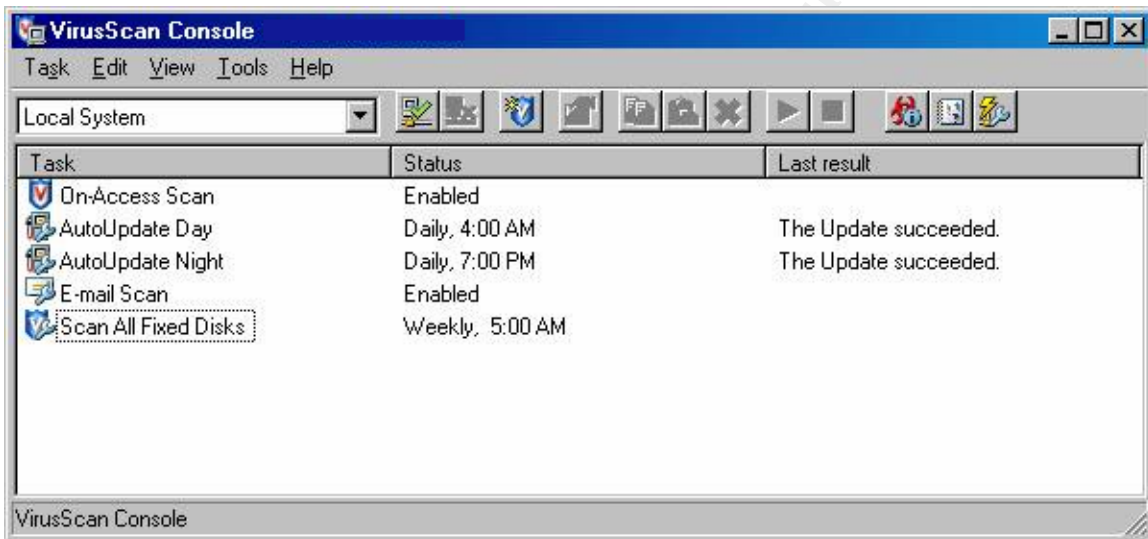 VirusScan Console
Task Edit View Tools Help
Local System
Task Status Last result
On-Access Scan Enabled
AutoUpdate Day Daily, 4:00 AM The Update succeeded.
AutoUpdate Night Daily, 7:00 PM The Update succeeded.
E-mail Scan Enabled
Scan All Fixed Disks Weekly, 5:00 AM
VirusScan Console